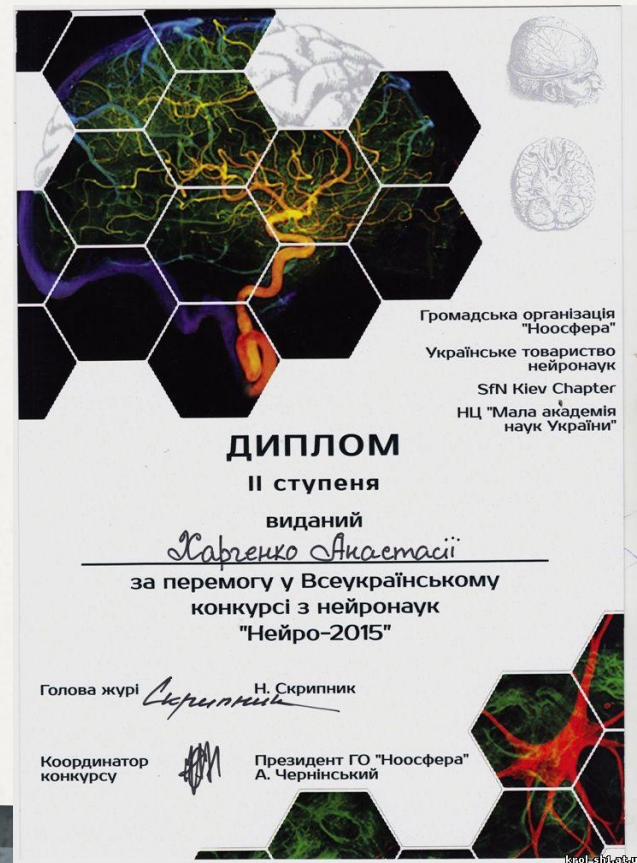 Громадська організація
"Ноосфера"
Українське товариство
нейронаук
SfN Kiev Chapter
НЦ "Мала академія
наук України"
ДИПЛОМ
II ступеня
виданий
Харченко Анастасії
за перемогу у Всеукраїнському
конкурсі з нейронаук
"Нейро-2015"
Голова журі Скрипник Н. Скрипник
Координатор
конкурсу
Президент ГО "Ноосфера"
А. Чернінський